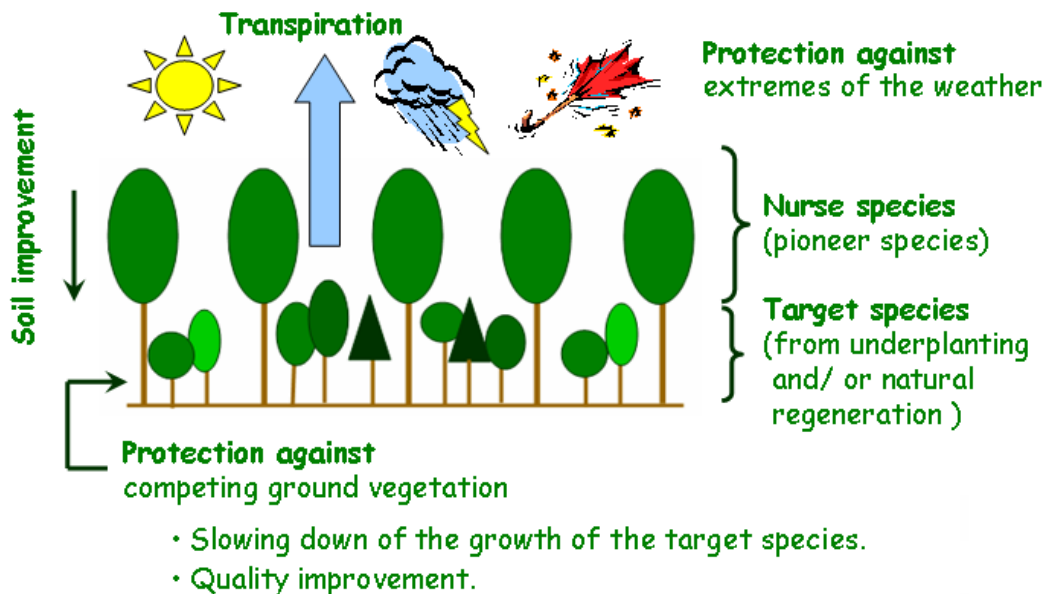 Transpiration
Protection against
extremes of the weather
Soil improvement
Nurse species
(pioneer species)
Target species
(from underplanting
and/ or natural
regeneration )
Protection against
competing ground vegetation
• Slowing down of the growth of the target species.
• Quality improvement.